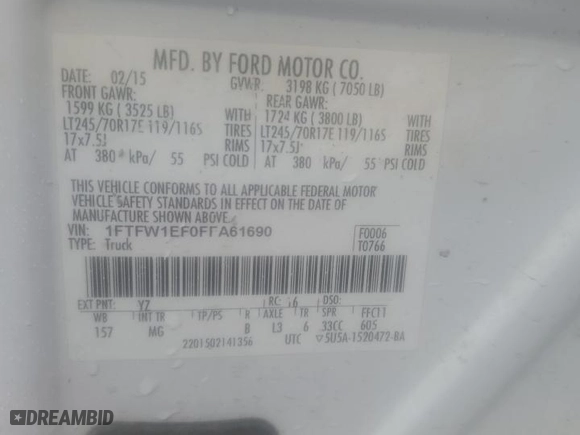 MFD. BY FORD MOTOR CO.
DATE: 02/15 GVWR: 3198 KG (7050 LB)
FRONT GAWR: REAR GAWR:
1599 KG (3525 LB) WITH 1724 KG (3800 LB) WITH
LT245/70R17E 119/116S TIRES LT245/70R17E 119/116S TIRES
17x7.5J RIMS 17x7.5J RIMS
AT 380 kPa/ 55 PSI COLD AT 380 kPa/ 55 PSI COLD
THIS VEHICLE CONFORMS TO ALL APPLICABLE FEDERAL MOTOR
VEHICLE SAFETY STANDARDS IN EFFECT ON THE DATE OF
MANUFACTURE SHOWN ABOVE.
VIN: 1FTFW1EF0FFA61690 F0006
TYPE: Truck T0766
EXT PNT: YZ RC: DSO:
WB INT TR TP/PS R AXLE TR SPR FFC11
157 MG B L3 6 33CC 605
2201502141356 UTC 5U5A-1520472-BA
DREAMBID